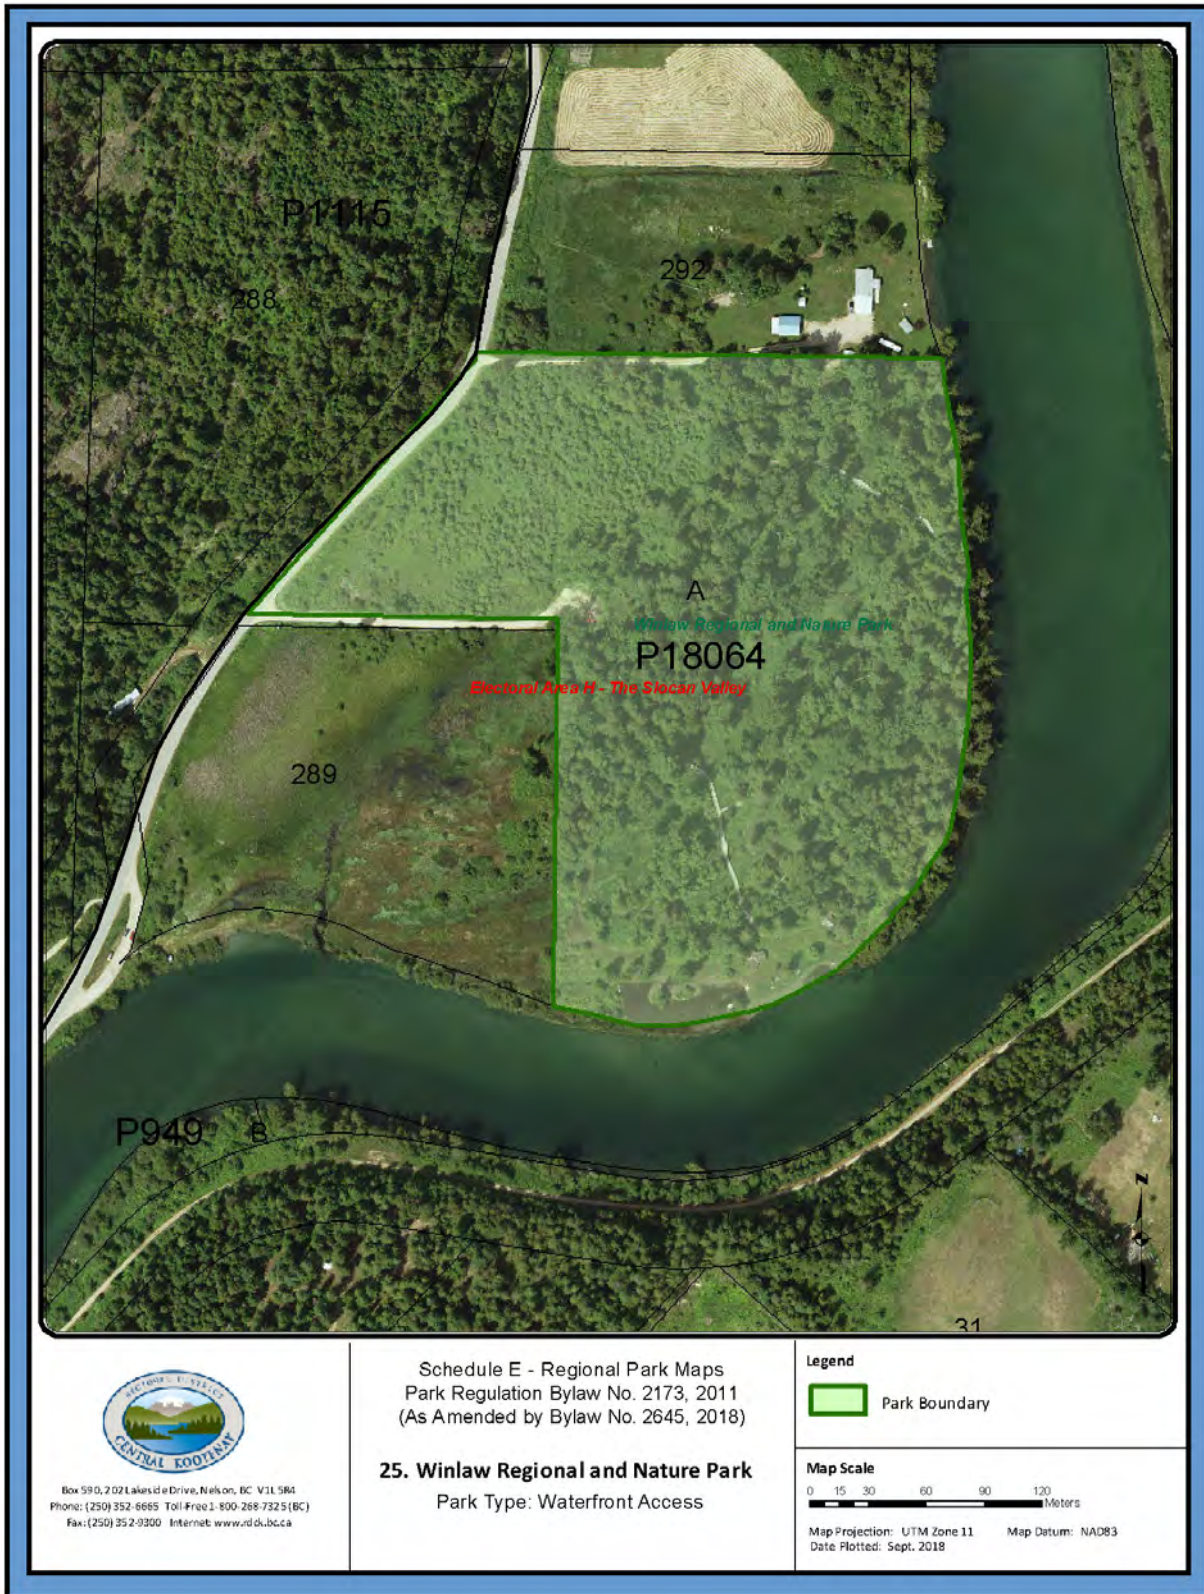 P1115
288
292
A
Winlaw Regional and Nature Park
P18064
Electoral Area H - The Slocan Valley
289
P949
B
z
31
REGIONAL DISTRICT
CENTRAL KOOTENAY
Box 590, 202 Lakeside Drive, Nelson, BC V1L 5R4
Phone: (250) 352-6665 Toll-Free 1-800-268-7325 (BC)
Fax: (250) 352-9300 Internet: www.rdck.bc.ca
Schedule E - Regional Park Maps
Park Regulation Bylaw No. 2173, 2011
(As Amended by Bylaw No. 2645, 2018)
25. Winlaw Regional and Nature Park
Park Type: Waterfront Access
Legend
Park Boundary
Map Scale
0 15 30 60 90 120
Meters
Map Projection: UTM Zone 11 Map Datum: NAD83
Date Plotted: Sept. 2018